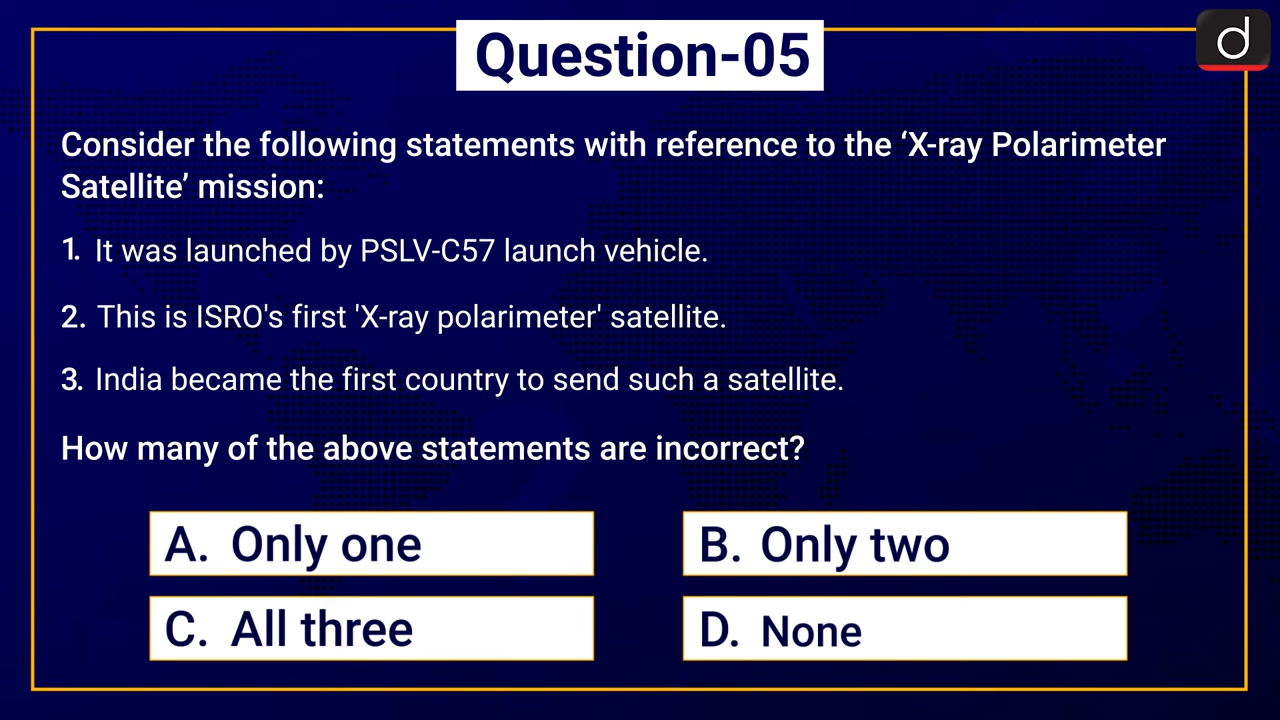 Question-05
d
Consider the following statements with reference to the ‘X-ray Polarimeter
Satellite’ mission:
1. It was launched by PSLV-C57 launch vehicle.
2. This is ISRO's first 'X-ray polarimeter' satellite.
3. India became the first country to send such a satellite.
How many of the above statements are incorrect?
A. Only one
B. Only two
C. All three
D. None